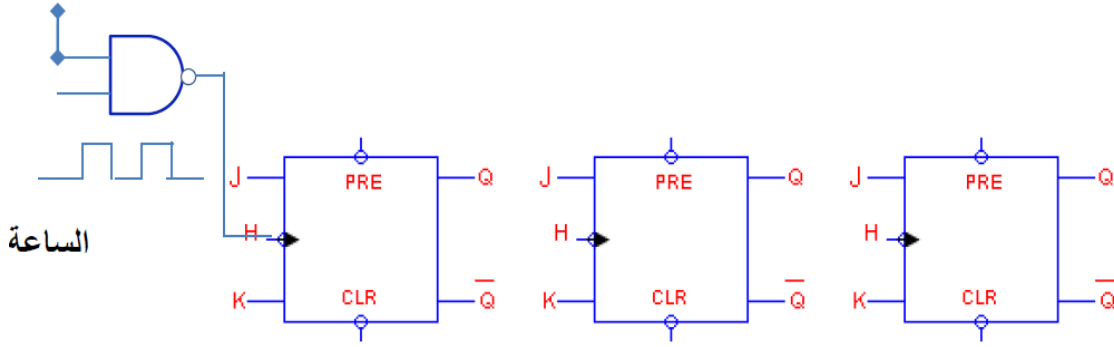 J PRE Q J PRE Q J PRE Q
H H H
الساعة
K CLR Q̅ K CLR Q̅ K CLR Q̅